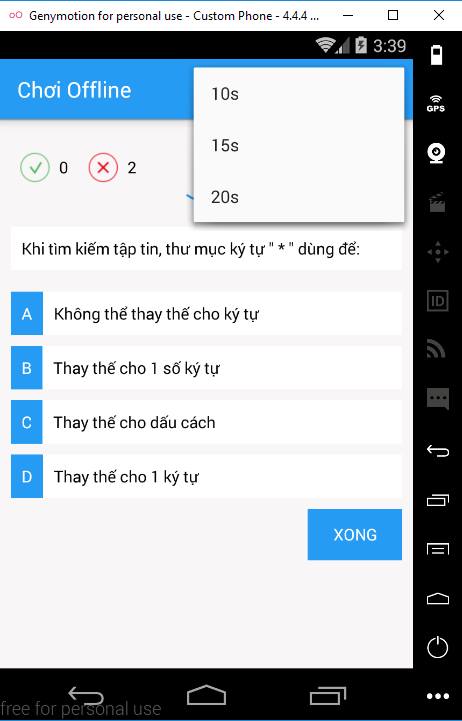 Genymotion for personal use - Custom Phone - 4.4.4 ...
3:39
Chơi Offline
10s
15s
20s
0
2
Khi tìm kiếm tập tin, thư mục ký tự " * " dùng để:
A Không thể thay thế cho ký tự
B Thay thế cho 1 số ký tự
C Thay thế cho dấu cách
D Thay thế cho 1 ký tự
XONG
GPS
ID
free for personal use